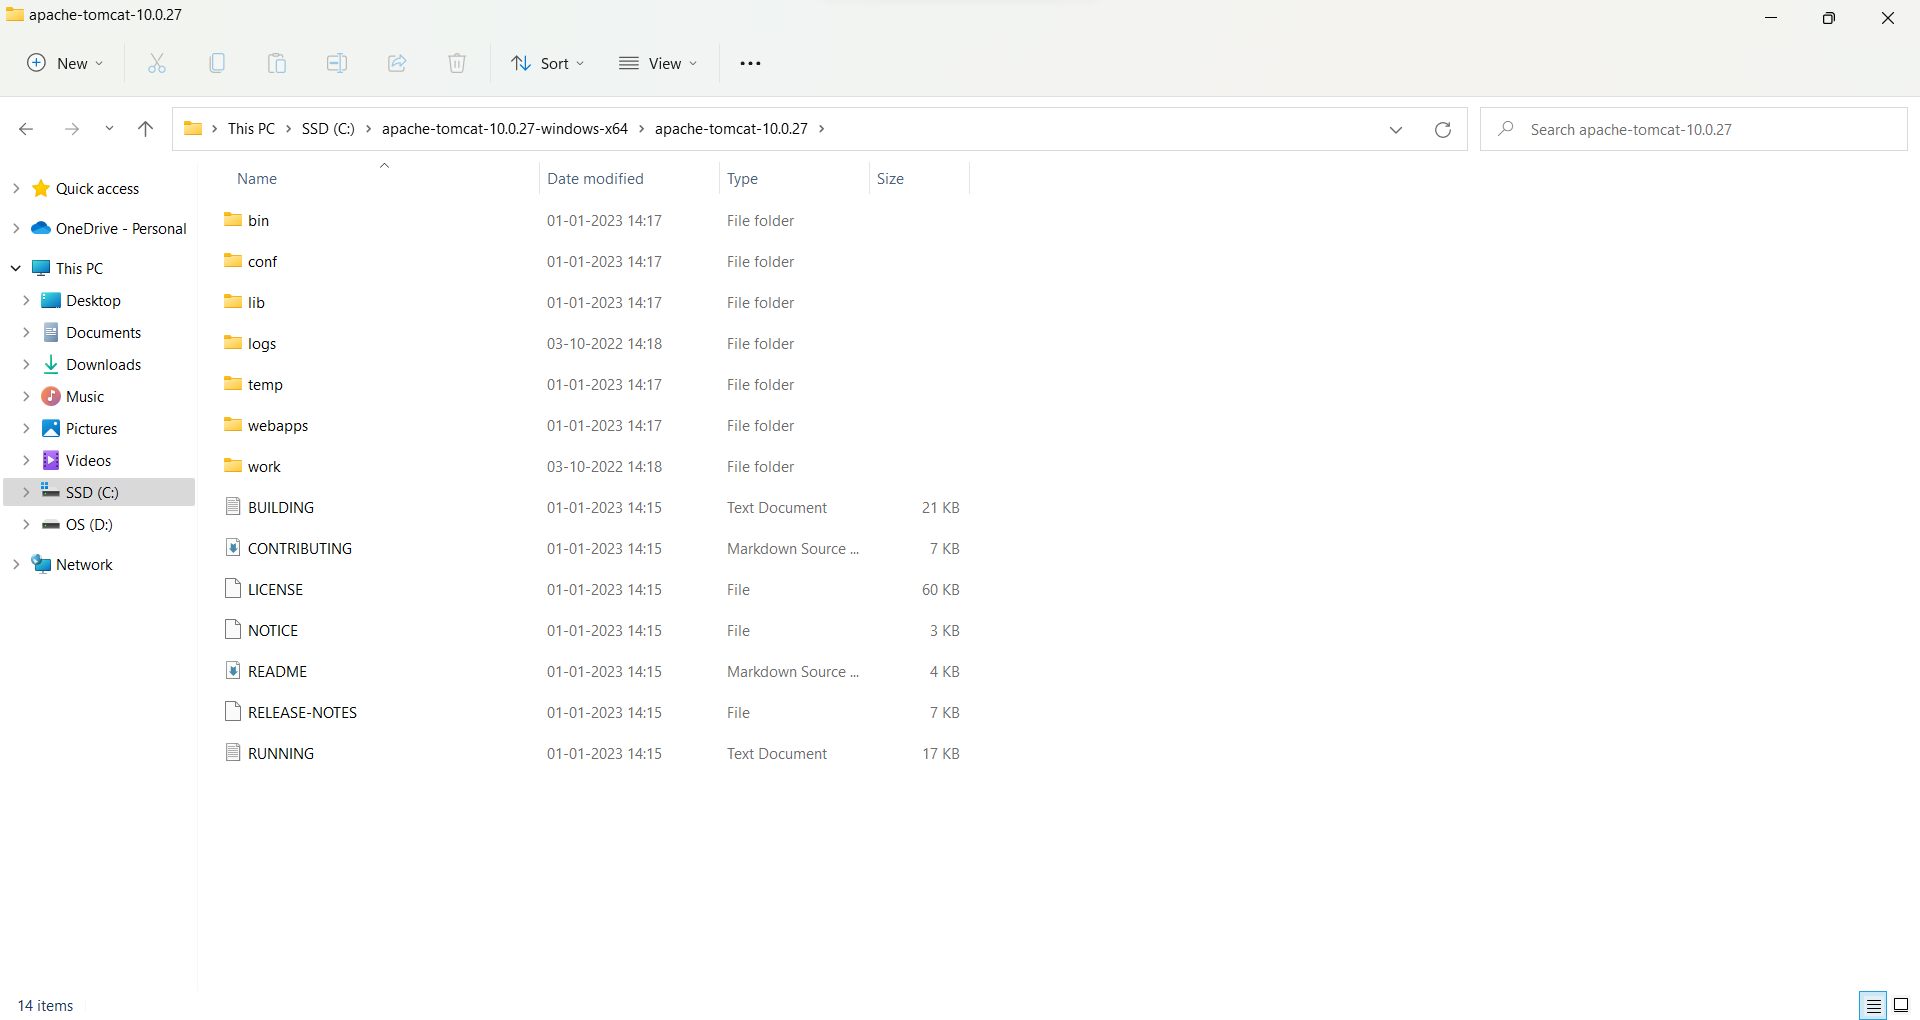 apache-tomcat-10.0.27
New Sort View
This PC SSD (C:) apache-tomcat-10.0.27-windows-x64 apache-tomcat-10.0.27 Search apache-tomcat-10.0.27
Name Date modified Type Size
Quick access
OneDrive - Personal
This PC
Desktop
Documents
Downloads
Music
Pictures
Videos
SSD (C:)
OS (D:)
Network
bin 01-01-2023 14:17 File folder
conf 01-01-2023 14:17 File folder
lib 01-01-2023 14:17 File folder
logs 03-10-2022 14:18 File folder
temp 01-01-2023 14:17 File folder
webapps 01-01-2023 14:17 File folder
work 03-10-2022 14:18 File folder
BUILDING 01-01-2023 14:15 Text Document 21 KB
CONTRIBUTING 01-01-2023 14:15 Markdown Source ... 7 KB
LICENSE 01-01-2023 14:15 File 60 KB
NOTICE 01-01-2023 14:15 File 3 KB
README 01-01-2023 14:15 Markdown Source ... 4 KB
RELEASE-NOTES 01-01-2023 14:15 File 7 KB
RUNNING 01-01-2023 14:15 Text Document 17 KB
14 items